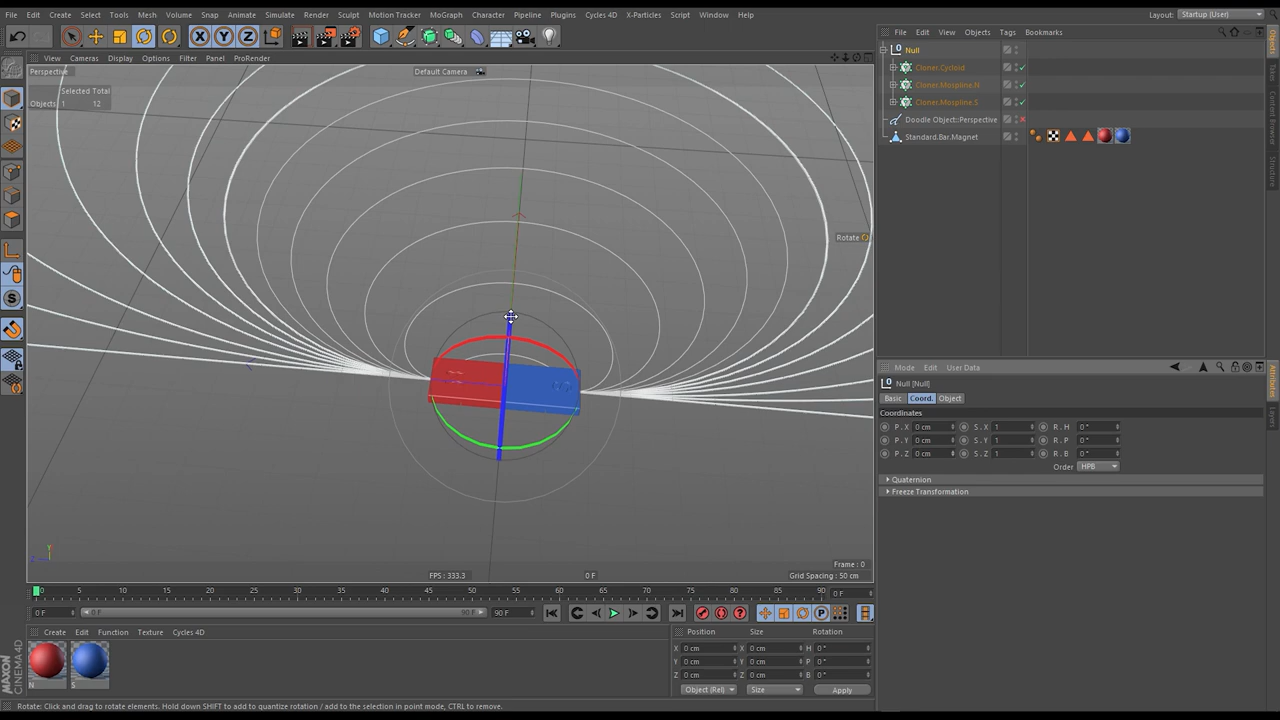 File Create Select Tools Mesh Volume Snap Animate Simulate Render Sculpt Motion Tracker MoGraph Character Pipeline Plugins Cycles 4D X-Particles Script Window Help
Layout: Startup (User)
X Y Z
View Cameras Display Options Filter Panel ProRender
File Edit View Objects Tags Bookmarks
Perspective
Default Camera
Selected Total
Objects 1 12
Null
Cloner.Cycloid
Cloner.Mospline.N
Cloner.Mospline.S
Doodle Object::Perspective
Standard.Bar.Magnet
Objects
Takes
Content Browser
Structure
Rotate
Mode Edit User Data
Null [Null]
Basic Coord. Object
Coordinates
P . X 0 cm S . X 1 R . H 0 °
P . Y 0 cm S . Y 1 R . P 0 °
P . Z 0 cm S . Z 1 R . B 0 °
Order HPB
Quaternion
Freeze Transformation
Attributes
Layers
Y
FPS : 333.3
0 F
Frame : 0
Grid Spacing : 50 cm
0 5 10 15 20 25 30 35 40 45 50 55 60 65 70 75 80 85 90 0 F
0 F 0 F 90 F 90 F
Create Edit Function Texture Cycles 4D
N S
Position Size Rotation
X 0 cm X 0 cm H 0 °
Y 0 cm Y 0 cm P 0 °
Z 0 cm Z 0 cm B 0 °
Object (Rel) Size Apply
MAXON CINEMA 4D
Rotate: Click and drag to rotate elements. Hold down SHIFT to add to quantize rotation / add to the selection in point mode, CTRL to remove.